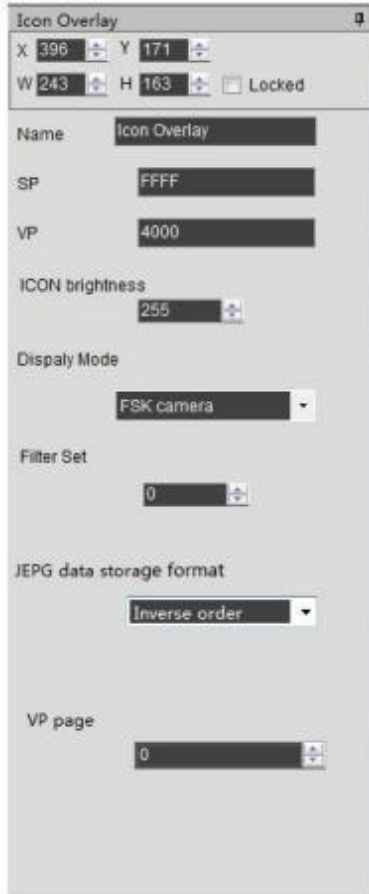 Icon Overlay
X 396 Y 171
W 243 H 163 Locked
Name Icon Overlay
SP FFFF
VP 4000
ICON brightness
255
Dispaly Mode
FSK camera
Filter Set
0
JEPG data storage format
Inverse order
VP page
0